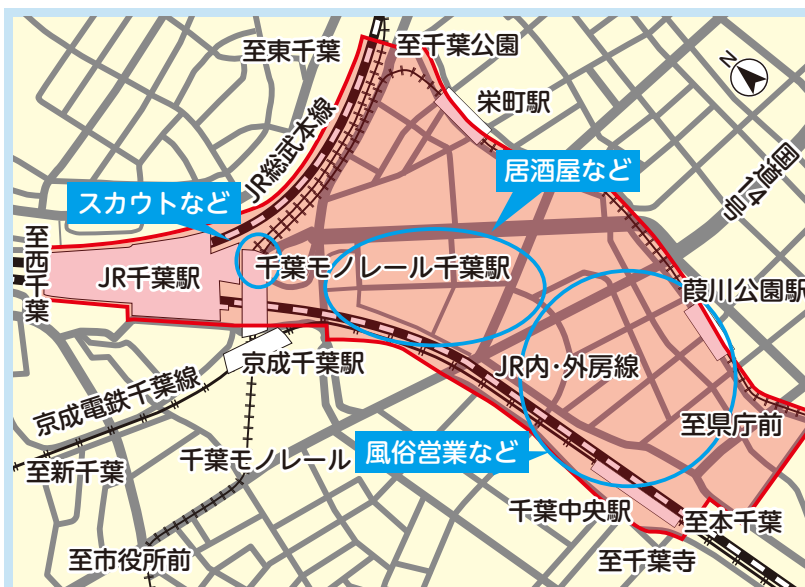 至東千葉
至千葉公園
N
栄町駅
JR総武本線
国道14号
居酒屋など
スカウトなど
至西千葉
JR千葉駅
千葉モノレール千葉駅
葭川公園駅
京成千葉駅
JR内・外房線
京成電鉄千葉線
至県庁前
千葉モノレール
風俗営業など
至新千葉
千葉中央駅
至本千葉
至市役所前
至千葉寺